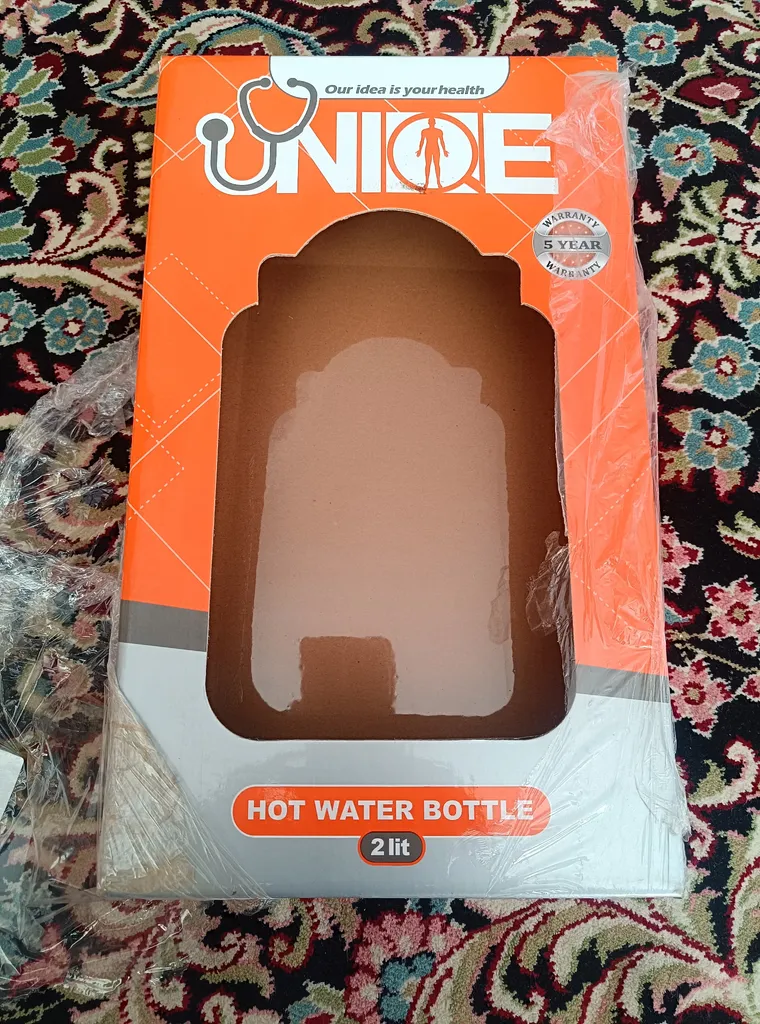 Our idea is your health
UNIQE
WARRANTY
5 YEAR
WARRANTY
HOT WATER BOTTLE
2 lit